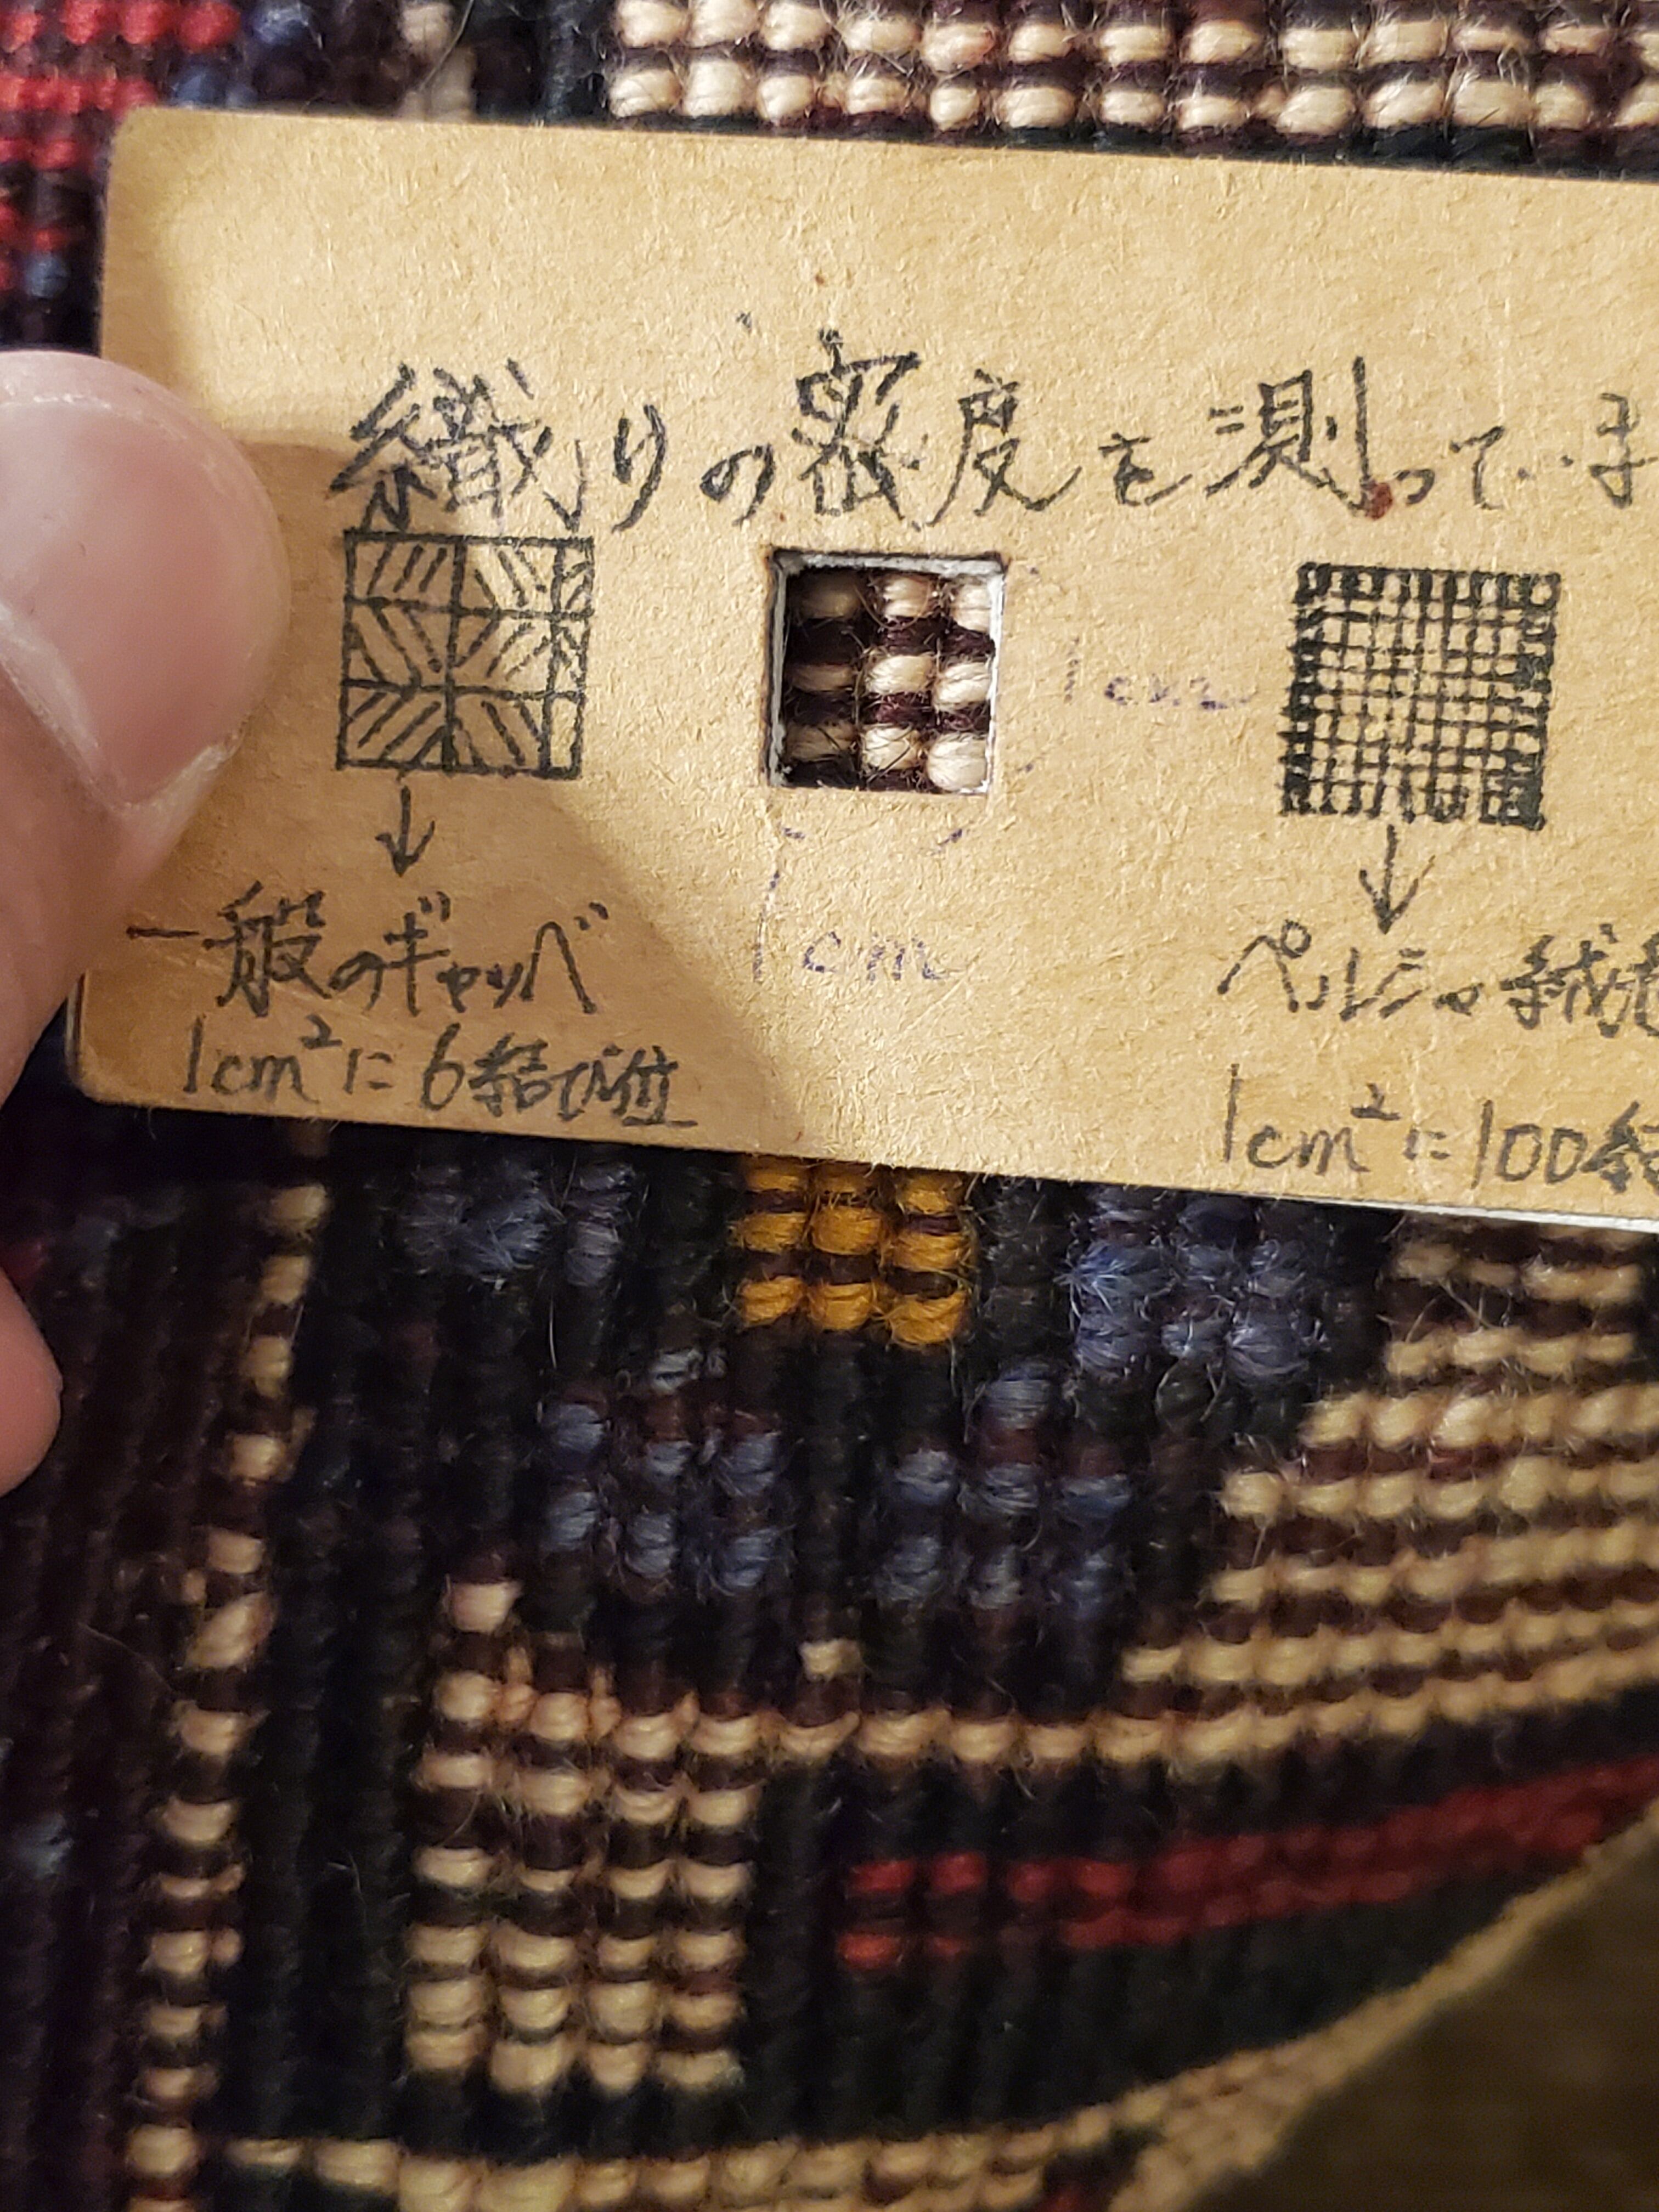 織りの密度を測ってま
1cm
1cm
一般のギャッベ
1cm²に6結び位
ペルシャ絨
1cm²に100結